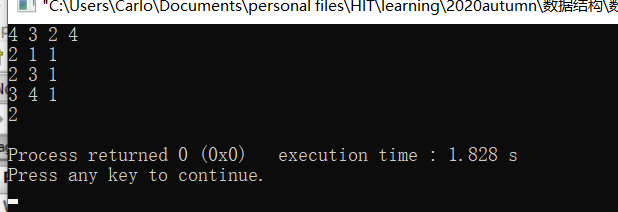 "C:\Users\Carlo\Documents\personal files\HIT\learning\2020autumn\数据结构\数
4 3 2 4
2 1 1
2 3 1
3 4 1
2
Process returned 0 (0x0)   execution time : 1.828 s
Press any key to continue.